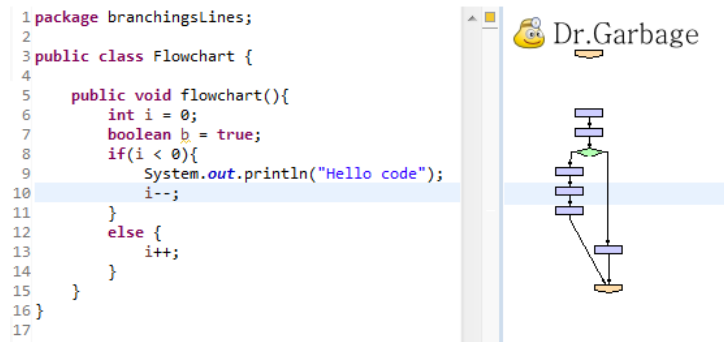 1 package branchingsLines;
2
3 public class Flowchart {
4
5 public void flowchart(){
6 int i = 0;
7 boolean b = true;
8 if(i < 0){
9 System.out.println("Hello code");
10 i--;
11 }
12 else {
13 i++;
14 }
15 }
16 }
17
Dr.Garbage